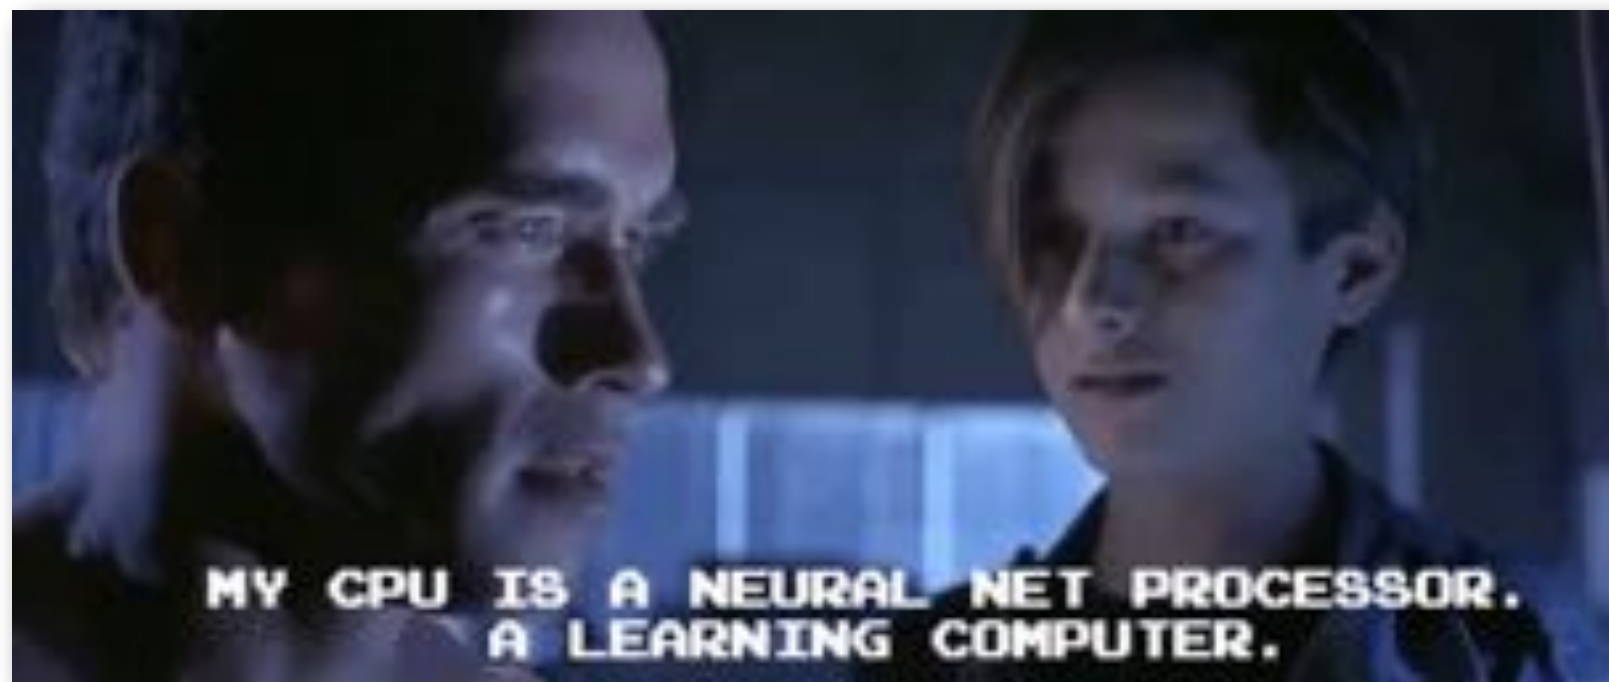 MY CPU IS A NEURAL NET PROCESSOR.
A LEARNING COMPUTER.